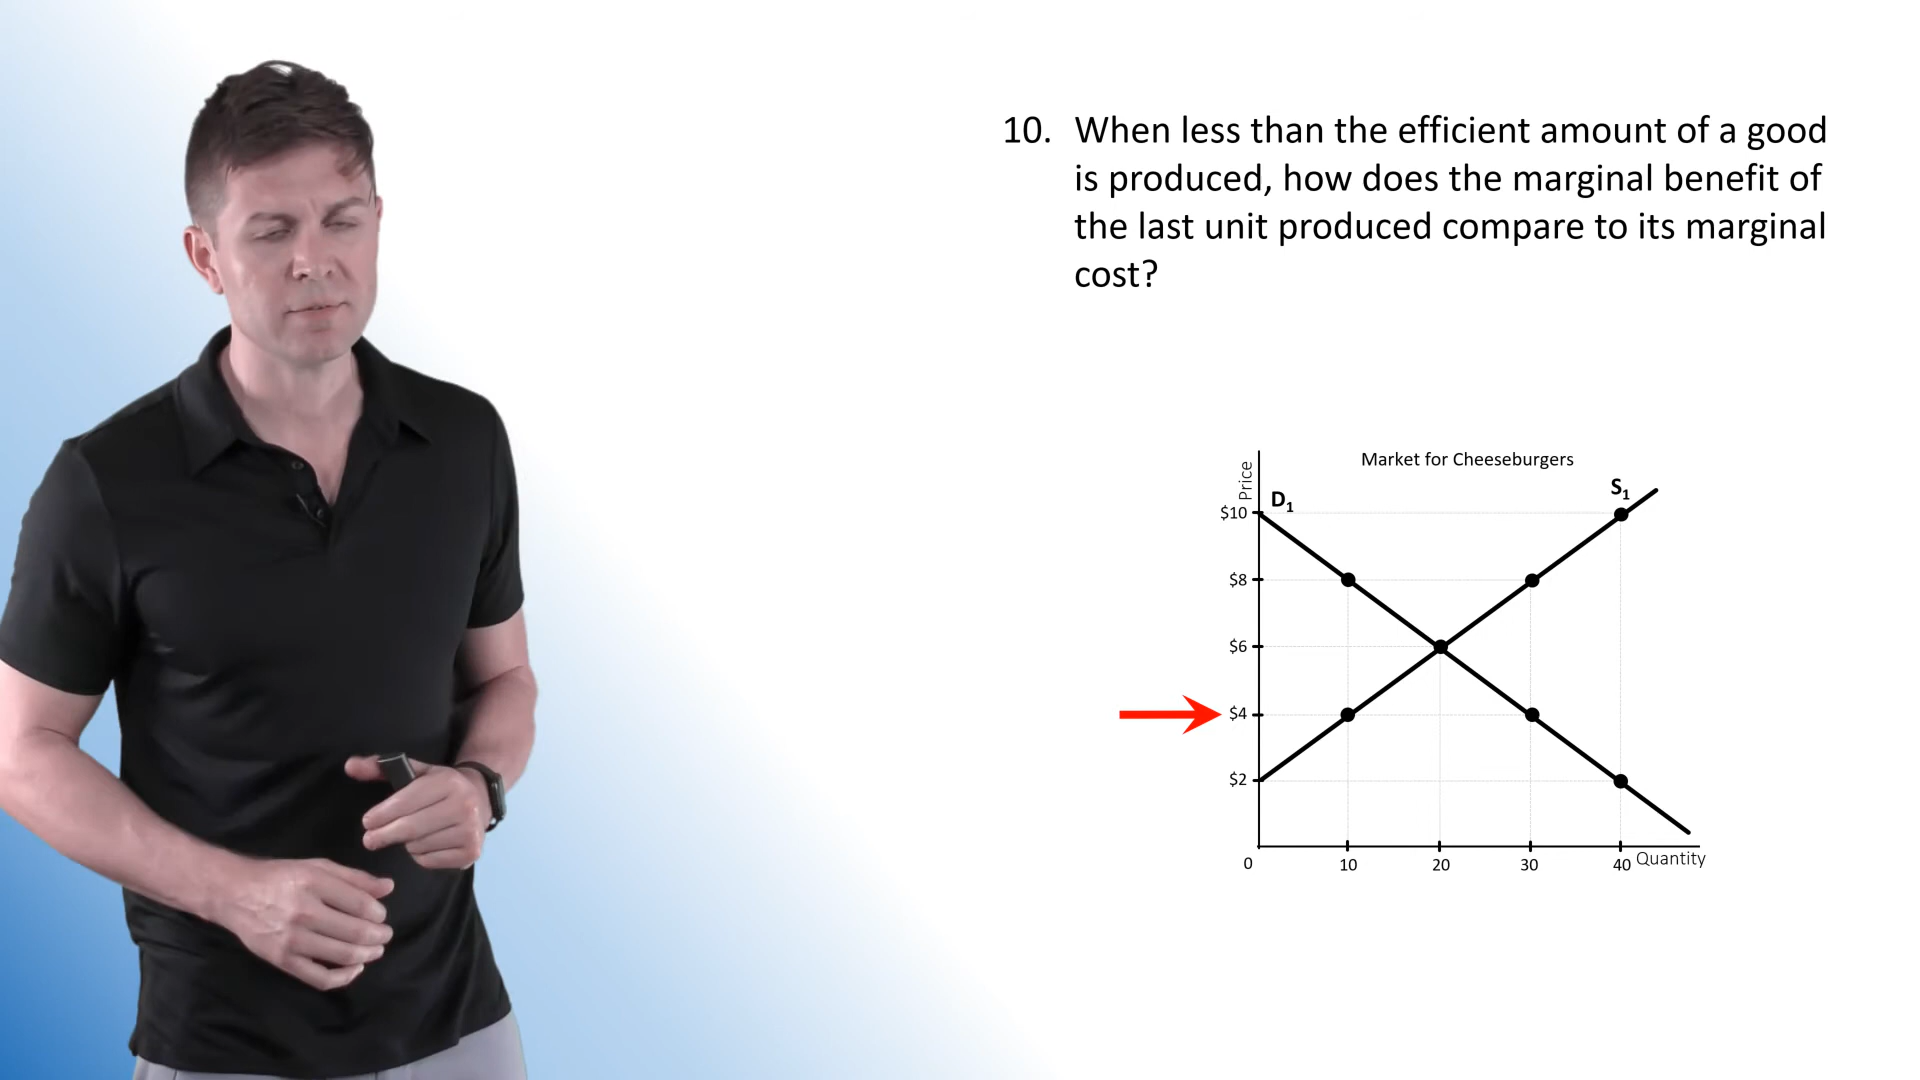 10. When less than the efficient amount of a good
is produced, how does the marginal benefit of
the last unit produced compare to its marginal
cost?
Market for Cheeseburgers
Price
D1
S1
$10
$8
$6
$4
$2
0
10
20
30
40
Quantity